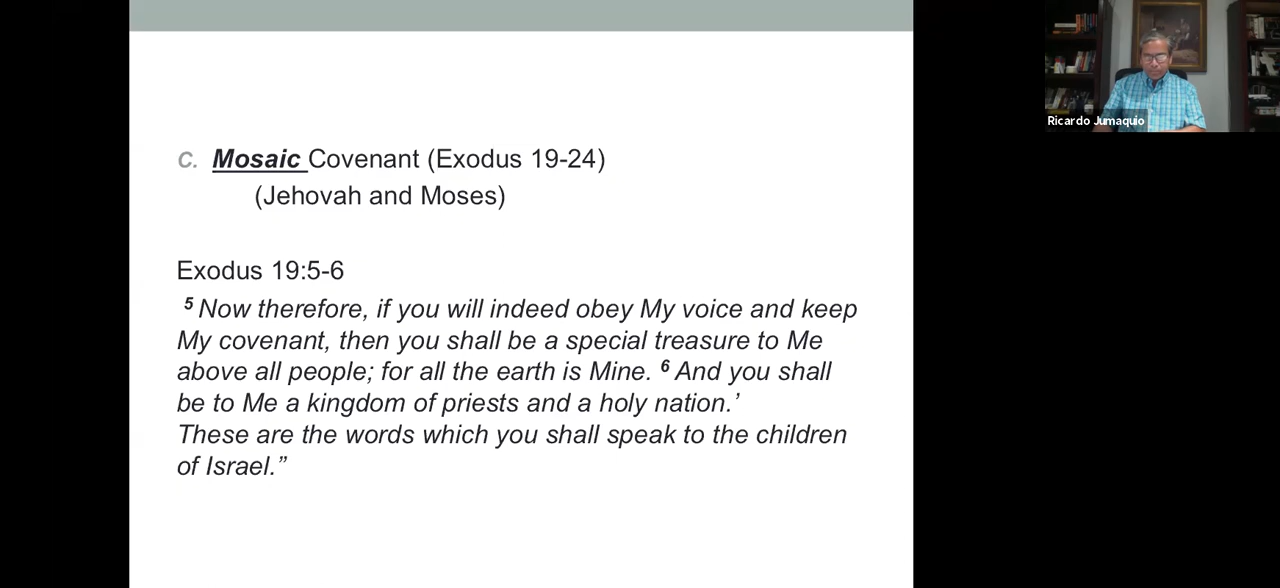 C. Mosaic Covenant (Exodus 19-24)
(Jehovah and Moses)
Exodus 19:5-6
5 Now therefore, if you will indeed obey My voice and keep
My covenant, then you shall be a special treasure to Me
above all people; for all the earth is Mine. 6 And you shall
be to Me a kingdom of priests and a holy nation.’
These are the words which you shall speak to the children
of Israel.”
Ricardo Jumaquio